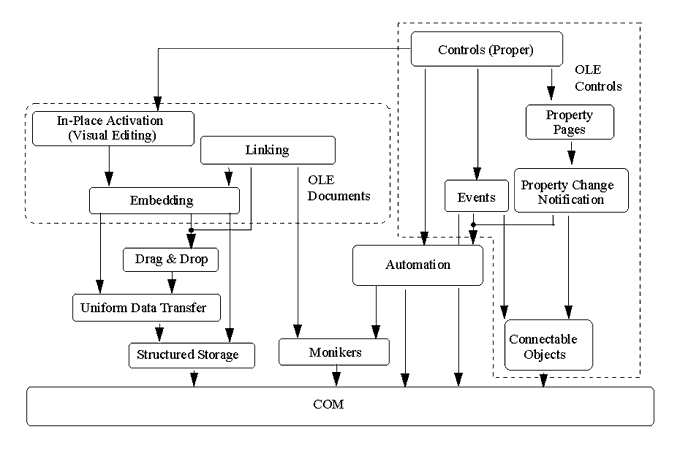 Controls (Proper)
OLE
Controls
In-Place Activation
(Visual Editing)
Property
Pages
Linking
OLE
Documents
Property Change
Notification
Embedding
Events
Drag & Drop
Automation
Uniform Data Transfer
Connectable
Objects
Structured Storage
Monikers
COM